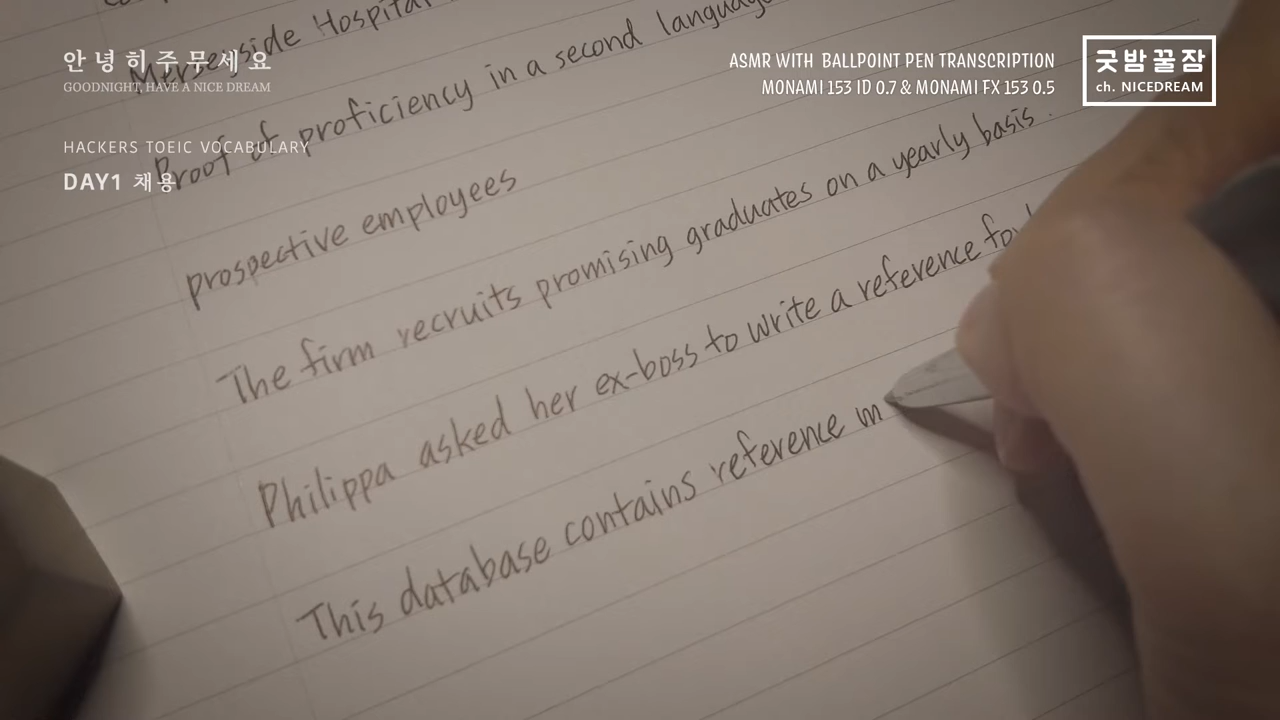 안녕히주무세요
GOODNIGHT, HAVE A NICE DREAM
HACKERS TOEIC VOCABULARY
DAY1 채용
ASMR WITH BALLPOINT PEN TRANSCRIPTION
MONAMI 153 ID 0.7 & MONAMI FX 153 0.5
굿밤꿀잠
ch. NICEDREAM
Merseyside Hospital
Proof of proficiency in a second language
prospective employees
The firm recruits promising graduates on a yearly basis.
Philippa asked her ex-boss to write a reference for
This database contains reference in